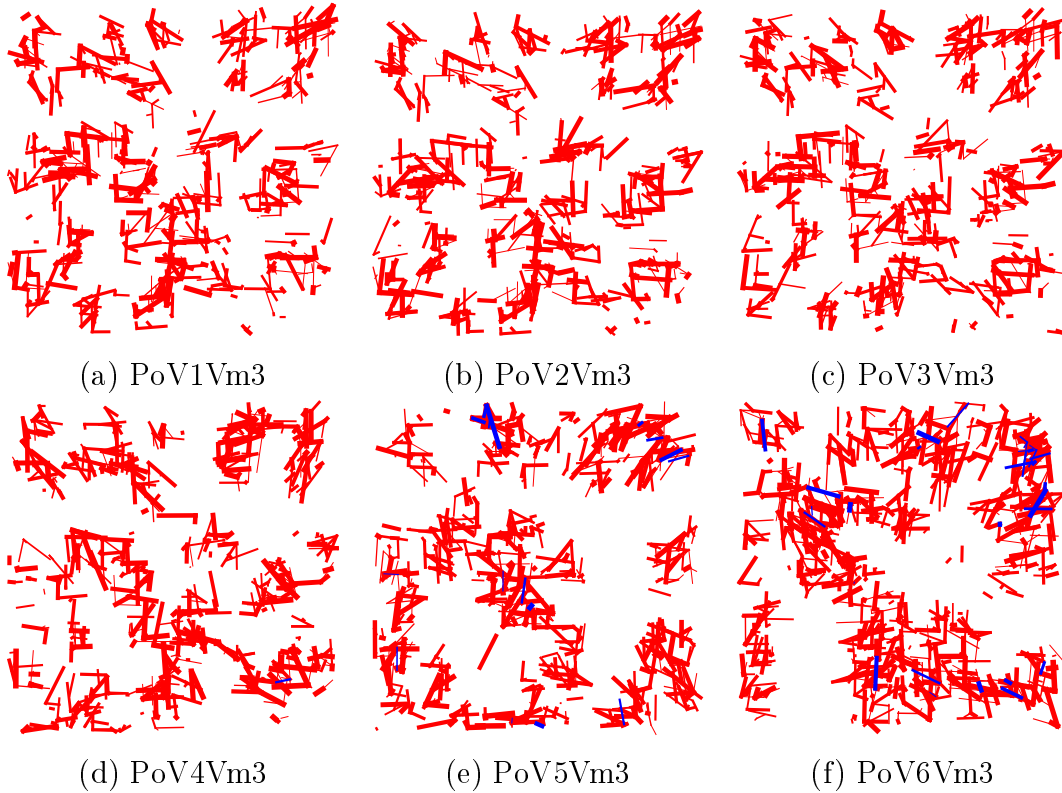 (a) PoV1Vm3
(b) PoV2Vm3
(c) PoV3Vm3
(d) PoV4Vm3
(e) PoV5Vm3
(f) PoV6Vm3